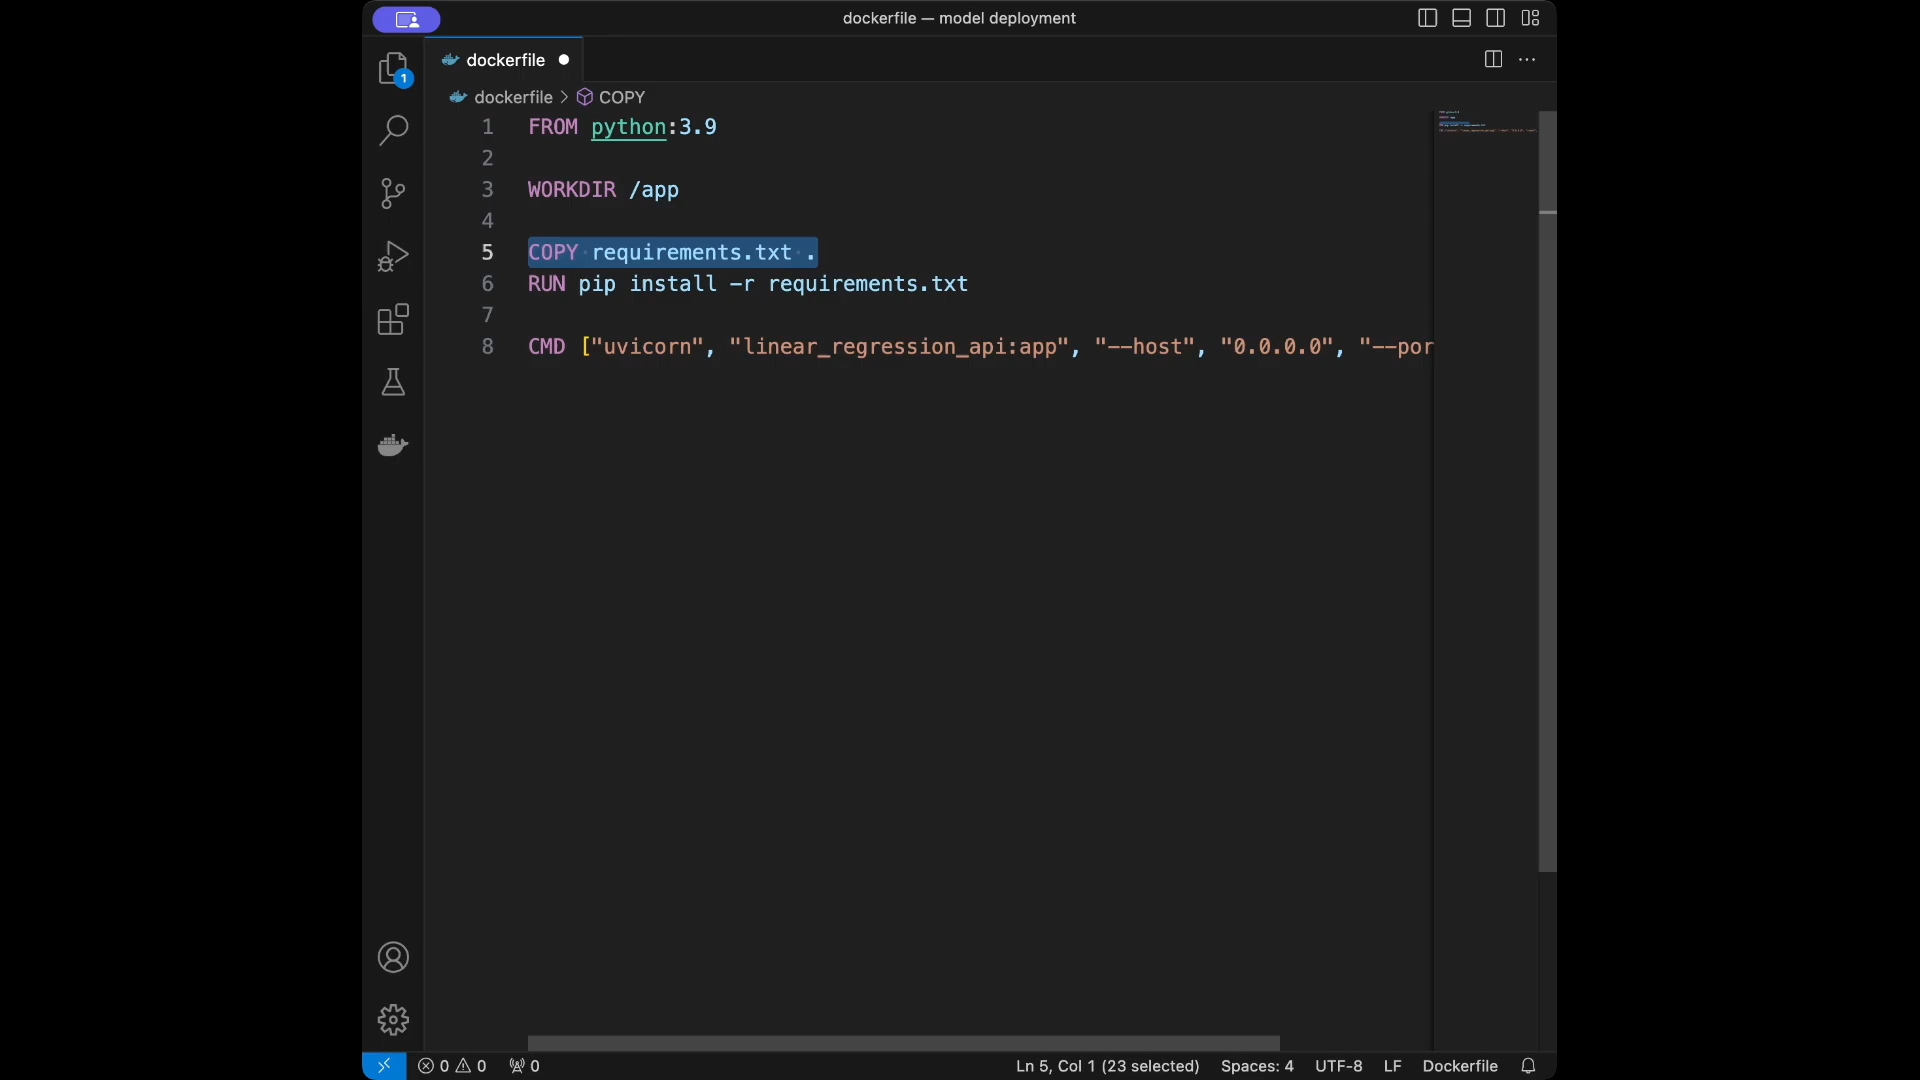 dockerfile — model deployment
dockerfile
1
dockerfile > COPY
1 FROM python:3.9
2
3 WORKDIR /app
4
5 COPY requirements.txt .
6 RUN pip install -r requirements.txt
7
8 CMD ["uvicorn", "linear_regression_api:app", "--host", "0.0.0.0", "--por
0 0 0 Ln 5, Col 1 (23 selected) Spaces: 4 UTF-8 LF Dockerfile